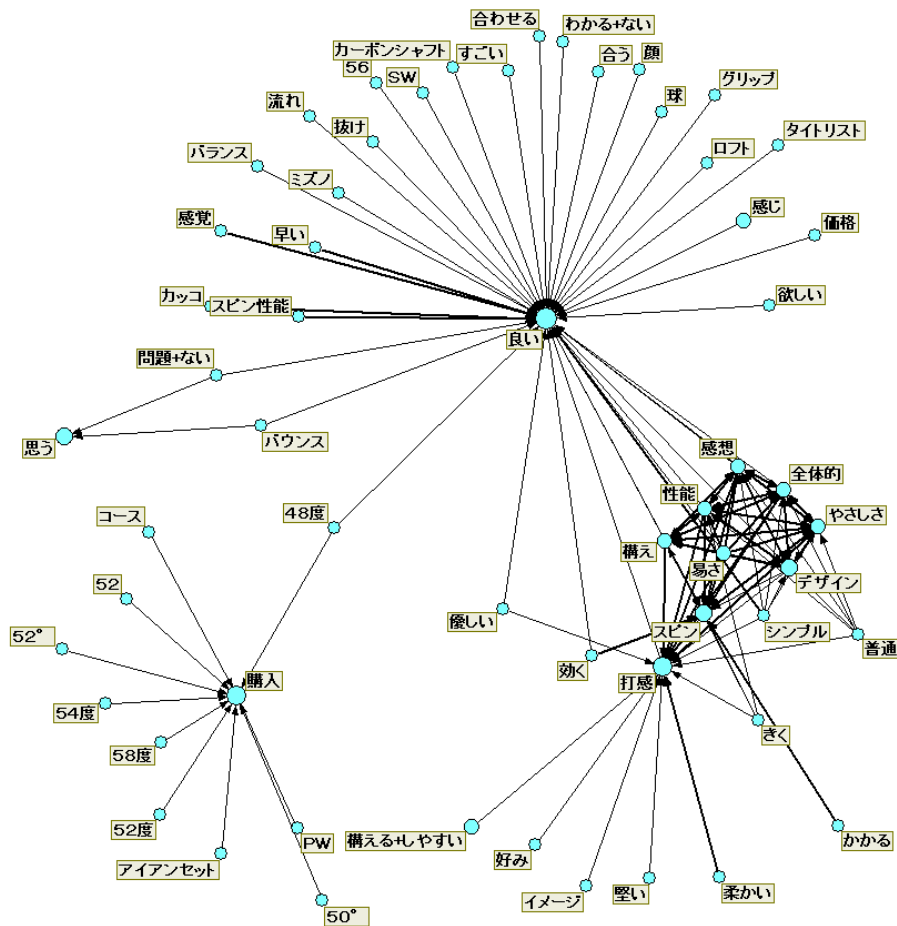 合わせる
わかる+ない
カーボンシャフト
すごい
合う
顔
56
SW
グリップ
流れ
球
抜け
タイトリスト
バランス
ロフト
ミズノ
感じ
感覚
早い
価格
カッコ
スピン性能
欲しい
良い
問題+ない
思う
バウンス
感想
全体的
性能
やさしさ
コース
48度
構え
易さ
デザイン
52
優しい
スピン
シンプル
普通
52°
効く
打感
購入
54度
きく
58度
52度
PW
構える+しやすい
かかる
アイアンセット
好み
イメージ
堅い
柔かい
50°